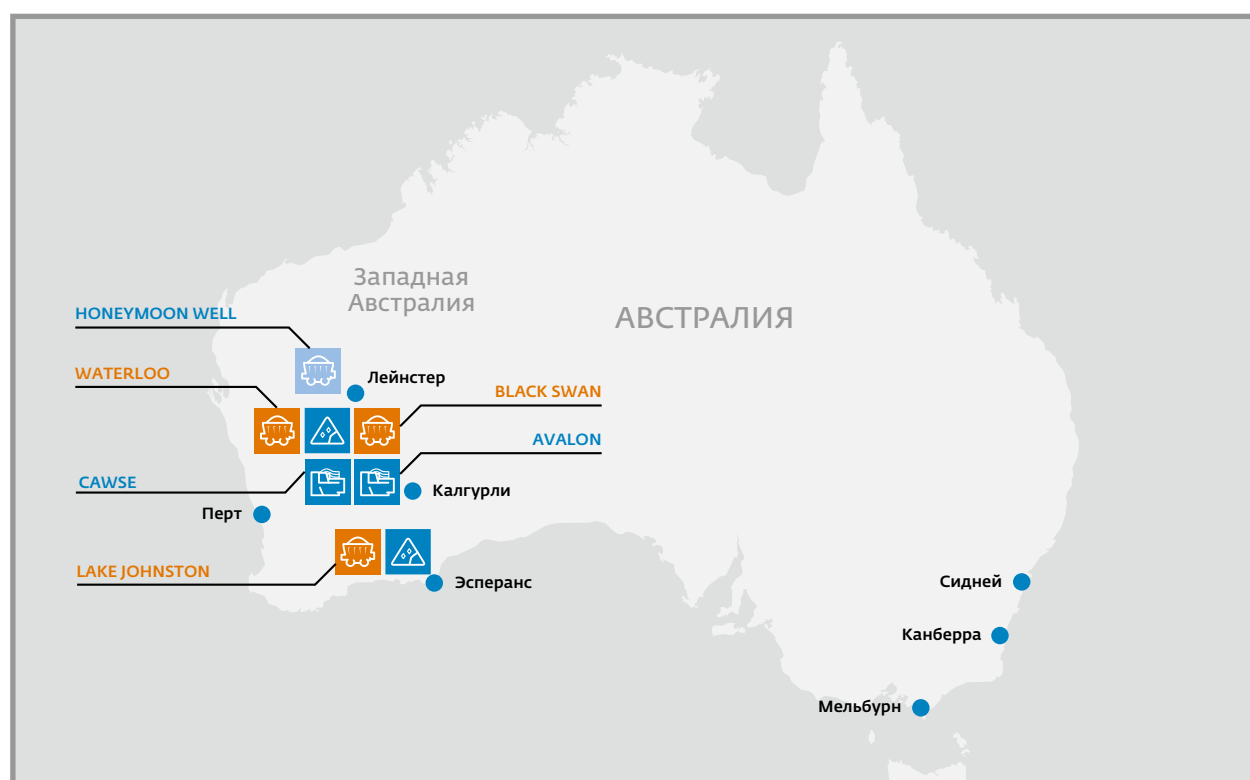 Западная
Австралия
HONEYMOON WELL
АВСТРАЛИЯ
WATERLOO
Лейнстер
BLACK SWAN
AVALON
CAWSE
Калгурли
Перт
LAKE JOHNSTON
Эсперанс
Сидней
Канберра
Мельбурн